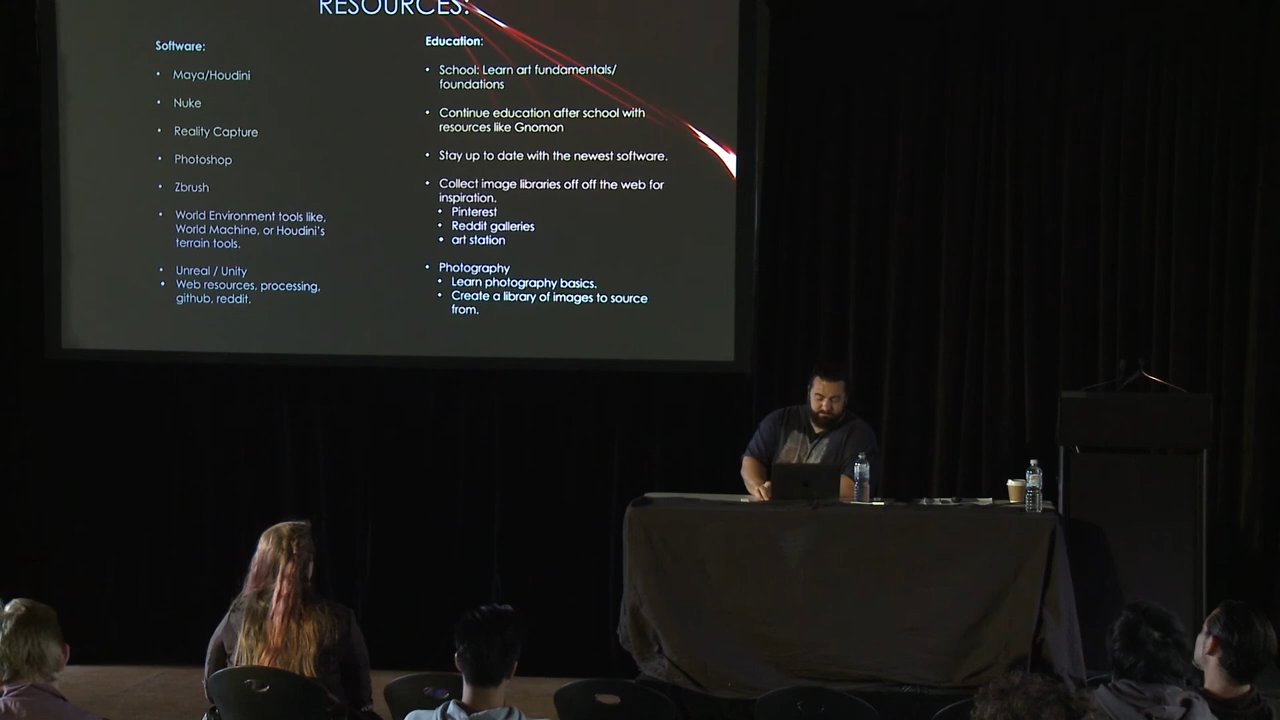 RESOURCES:
Software:
• Maya/Houdini
• Nuke
• Reality Capture
• Photoshop
• Zbrush
• World Environment tools like,
World Machine, or Houdini's
terrain tools.
• Unreal / Unity
• Web resources, processing,
github, reddit.
Education:
• School: Learn art fundamentals/
foundations
• Continue education after school with
resources like Gnomon
• Stay up to date with the newest software.
• Collect image libraries off off the web for
inspiration.
• Pinterest
• Reddit galleries
• art station
• Photography
• Learn photography basics.
• Create a library of images to source
from.